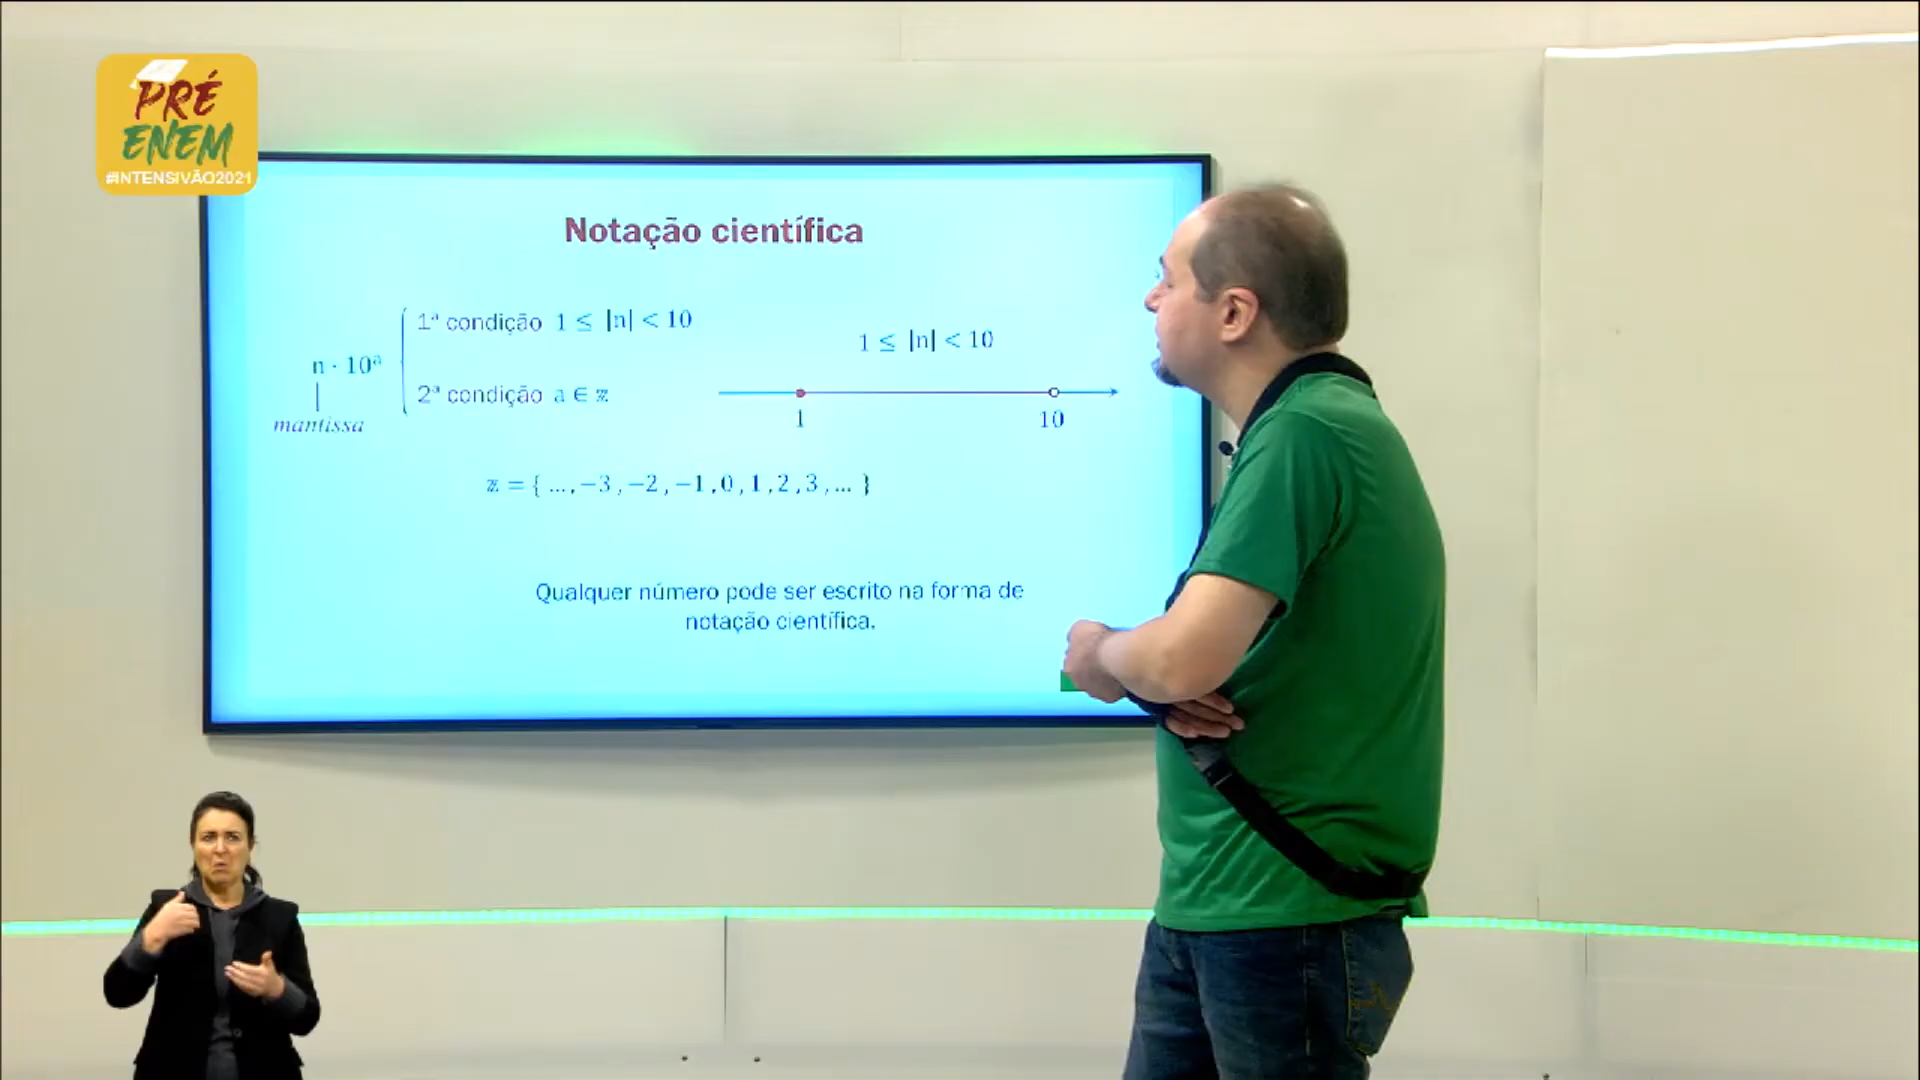 PRÉ
ENEM
#INTENSIVÃO2021
Notação científica
1ª condição 1 ≤ |n| < 10
n · 10ᵃ
2ª condição a ∈ ℤ
mantissa
1 ≤ |n| < 10
1 10
ℤ = { ..., −3 , −2 , −1 , 0 , 1 , 2 , 3 , ... }
Qualquer número pode ser escrito na forma de
notação científica.